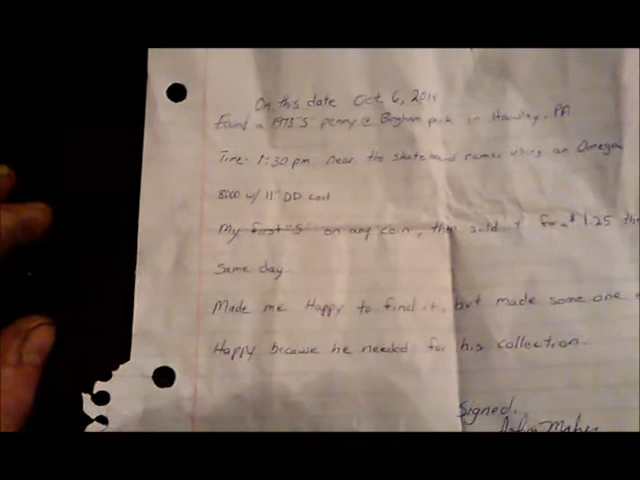 On this date Oct. 6, 2014
Found a 1975 "S" penny @ Bingham park in Hawley, PA
Time: 1:30 pm near the skateboard ramps using an Omega
8000 w/ 11" DD coil
My first "S" on any coin, then sold it for a $1.25 the
same day
Made me Happy to find it, but made some one
Happy because he needed for his collection.
Signed,
John